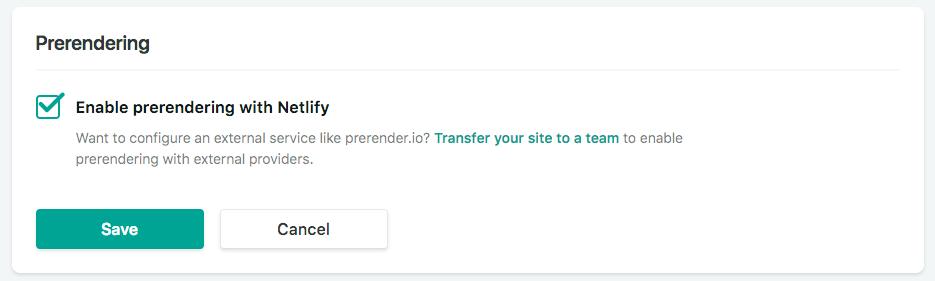 Prerendering
Enable prerendering with Netlify
Want to configure an external service like prerender.io? Transfer your site to a team to enable
prerendering with external providers.
Save
Cancel